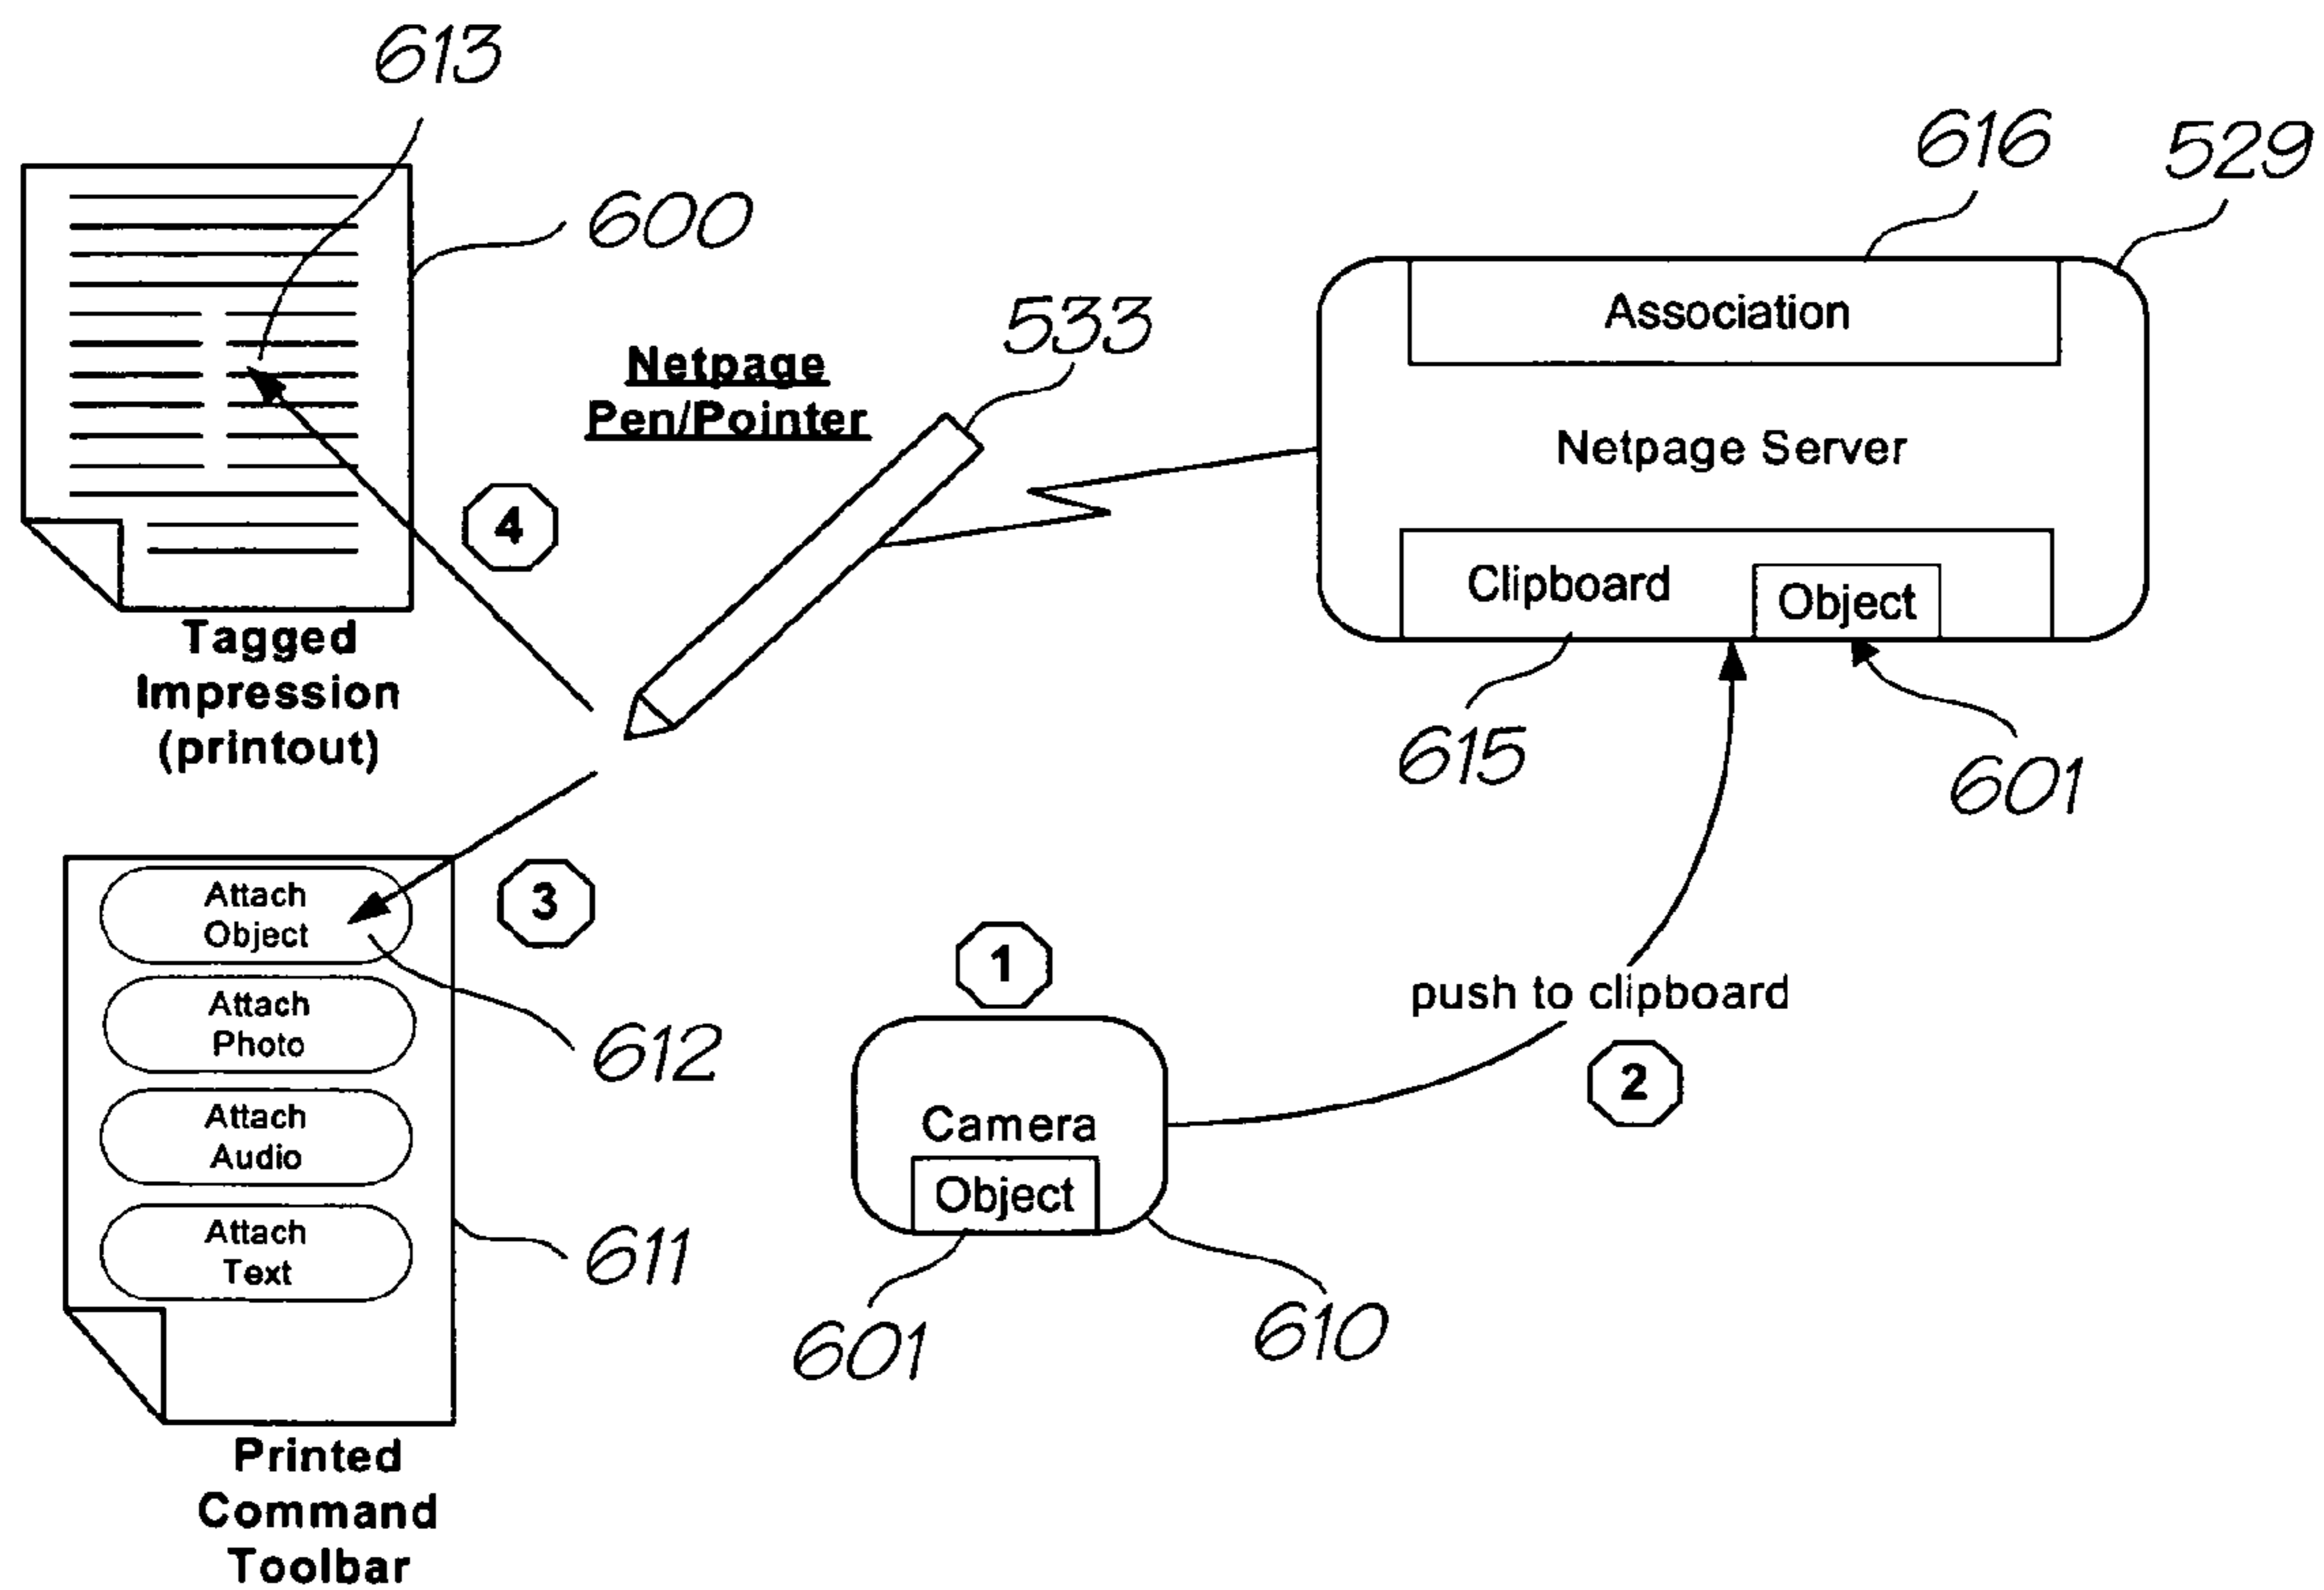 613
616
529
600
Association
533
Netpage
Pen/Pointer
Netpage Server
4
Clipboard
Object
Tagged
Impression
(printout)
615
601
Attach
Object
3
1
push to clipboard
Attach
Photo
612
2
Camera
Attach
Audio
Object
Attach
Text
611
601
610
Printed
Command
Toolbar